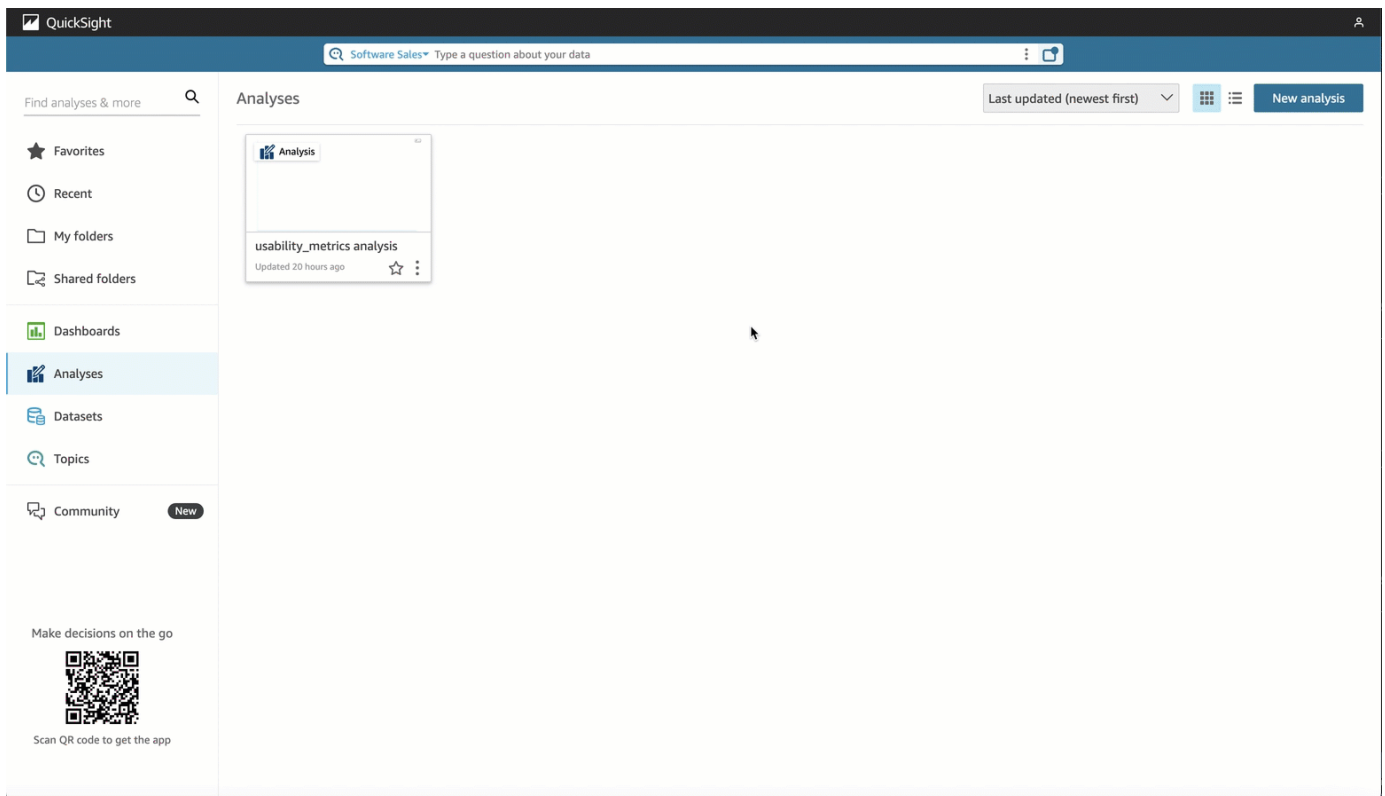 QuickSight
Software Sales Type a question about your data
Find analyses & more
Favorites
Recent
My folders
Shared folders
Dashboards
Analyses
Datasets
Topics
Community New
Make decisions on the go
Scan QR code to get the app
Analyses
Last updated (newest first)
New analysis
Analysis
usability_metrics analysis
Updated 20 hours ago